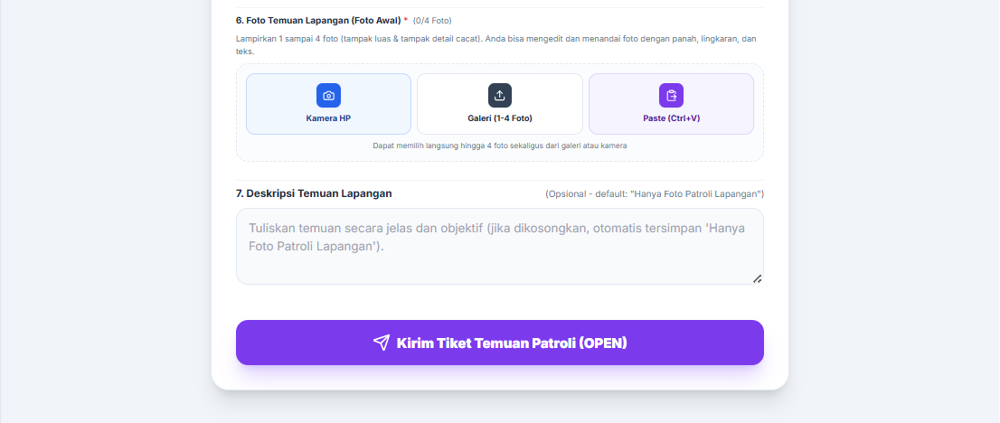 6. Foto Temuan Lapangan (Foto Awal) * (0/4 Foto)
Lampirkan 1 sampai 4 foto (tampak luas & tampak detail cacat). Anda bisa mengedit dan menandai foto dengan panah, lingkaran, dan
teks.
Kamera HP
Galeri (1-4 Foto)
Paste (Ctrl+V)
Dapat memilih langsung hingga 4 foto sekaligus dari galeri atau kamera
7. Deskripsi Temuan Lapangan
(Opsional - default: "Hanya Foto Patroli Lapangan")
Tuliskan temuan secara jelas dan objektif (jika dikosongkan, otomatis tersimpan 'Hanya
Foto Patroli Lapangan').
Kirim Tiket Temuan Patroli (OPEN)